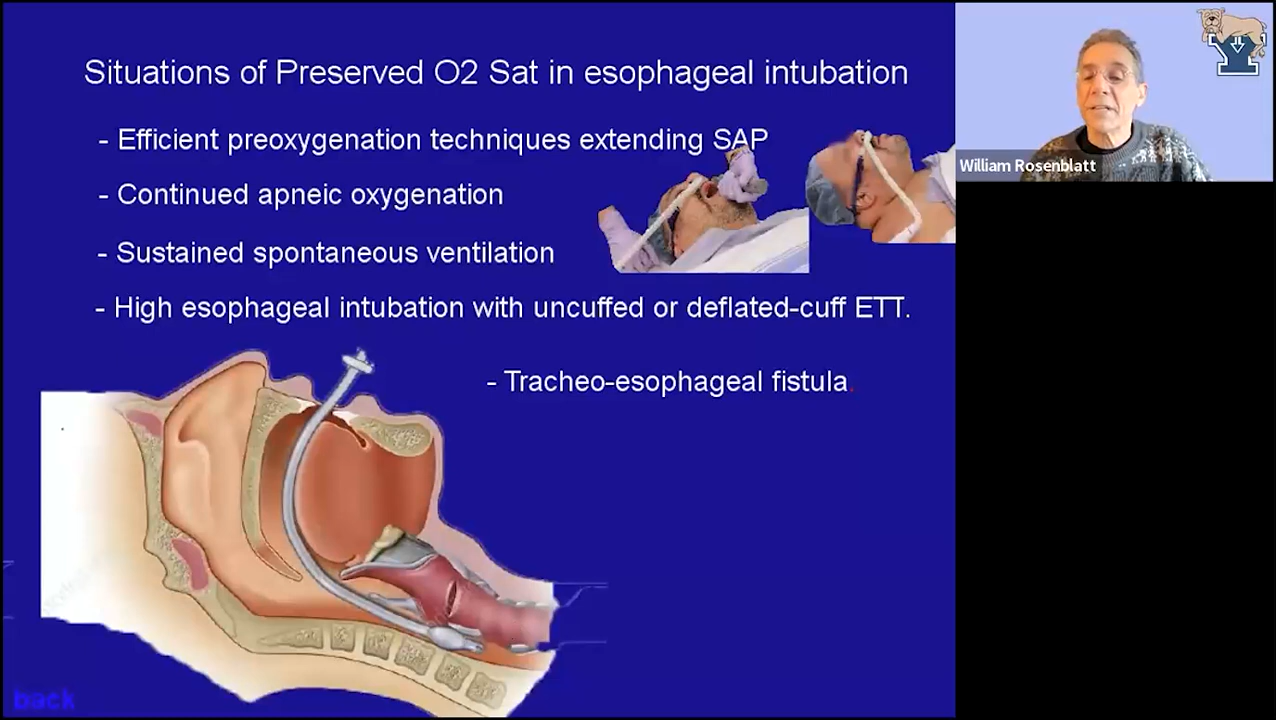 Situations of Preserved O2 Sat in esophageal intubation
- Efficient preoxygenation techniques extending SAP
- Continued apneic oxygenation
- Sustained spontaneous ventilation
- High esophageal intubation with uncuffed or deflated-cuff ETT.
- Tracheo-esophageal fistula.
back
William Rosenblatt
Y